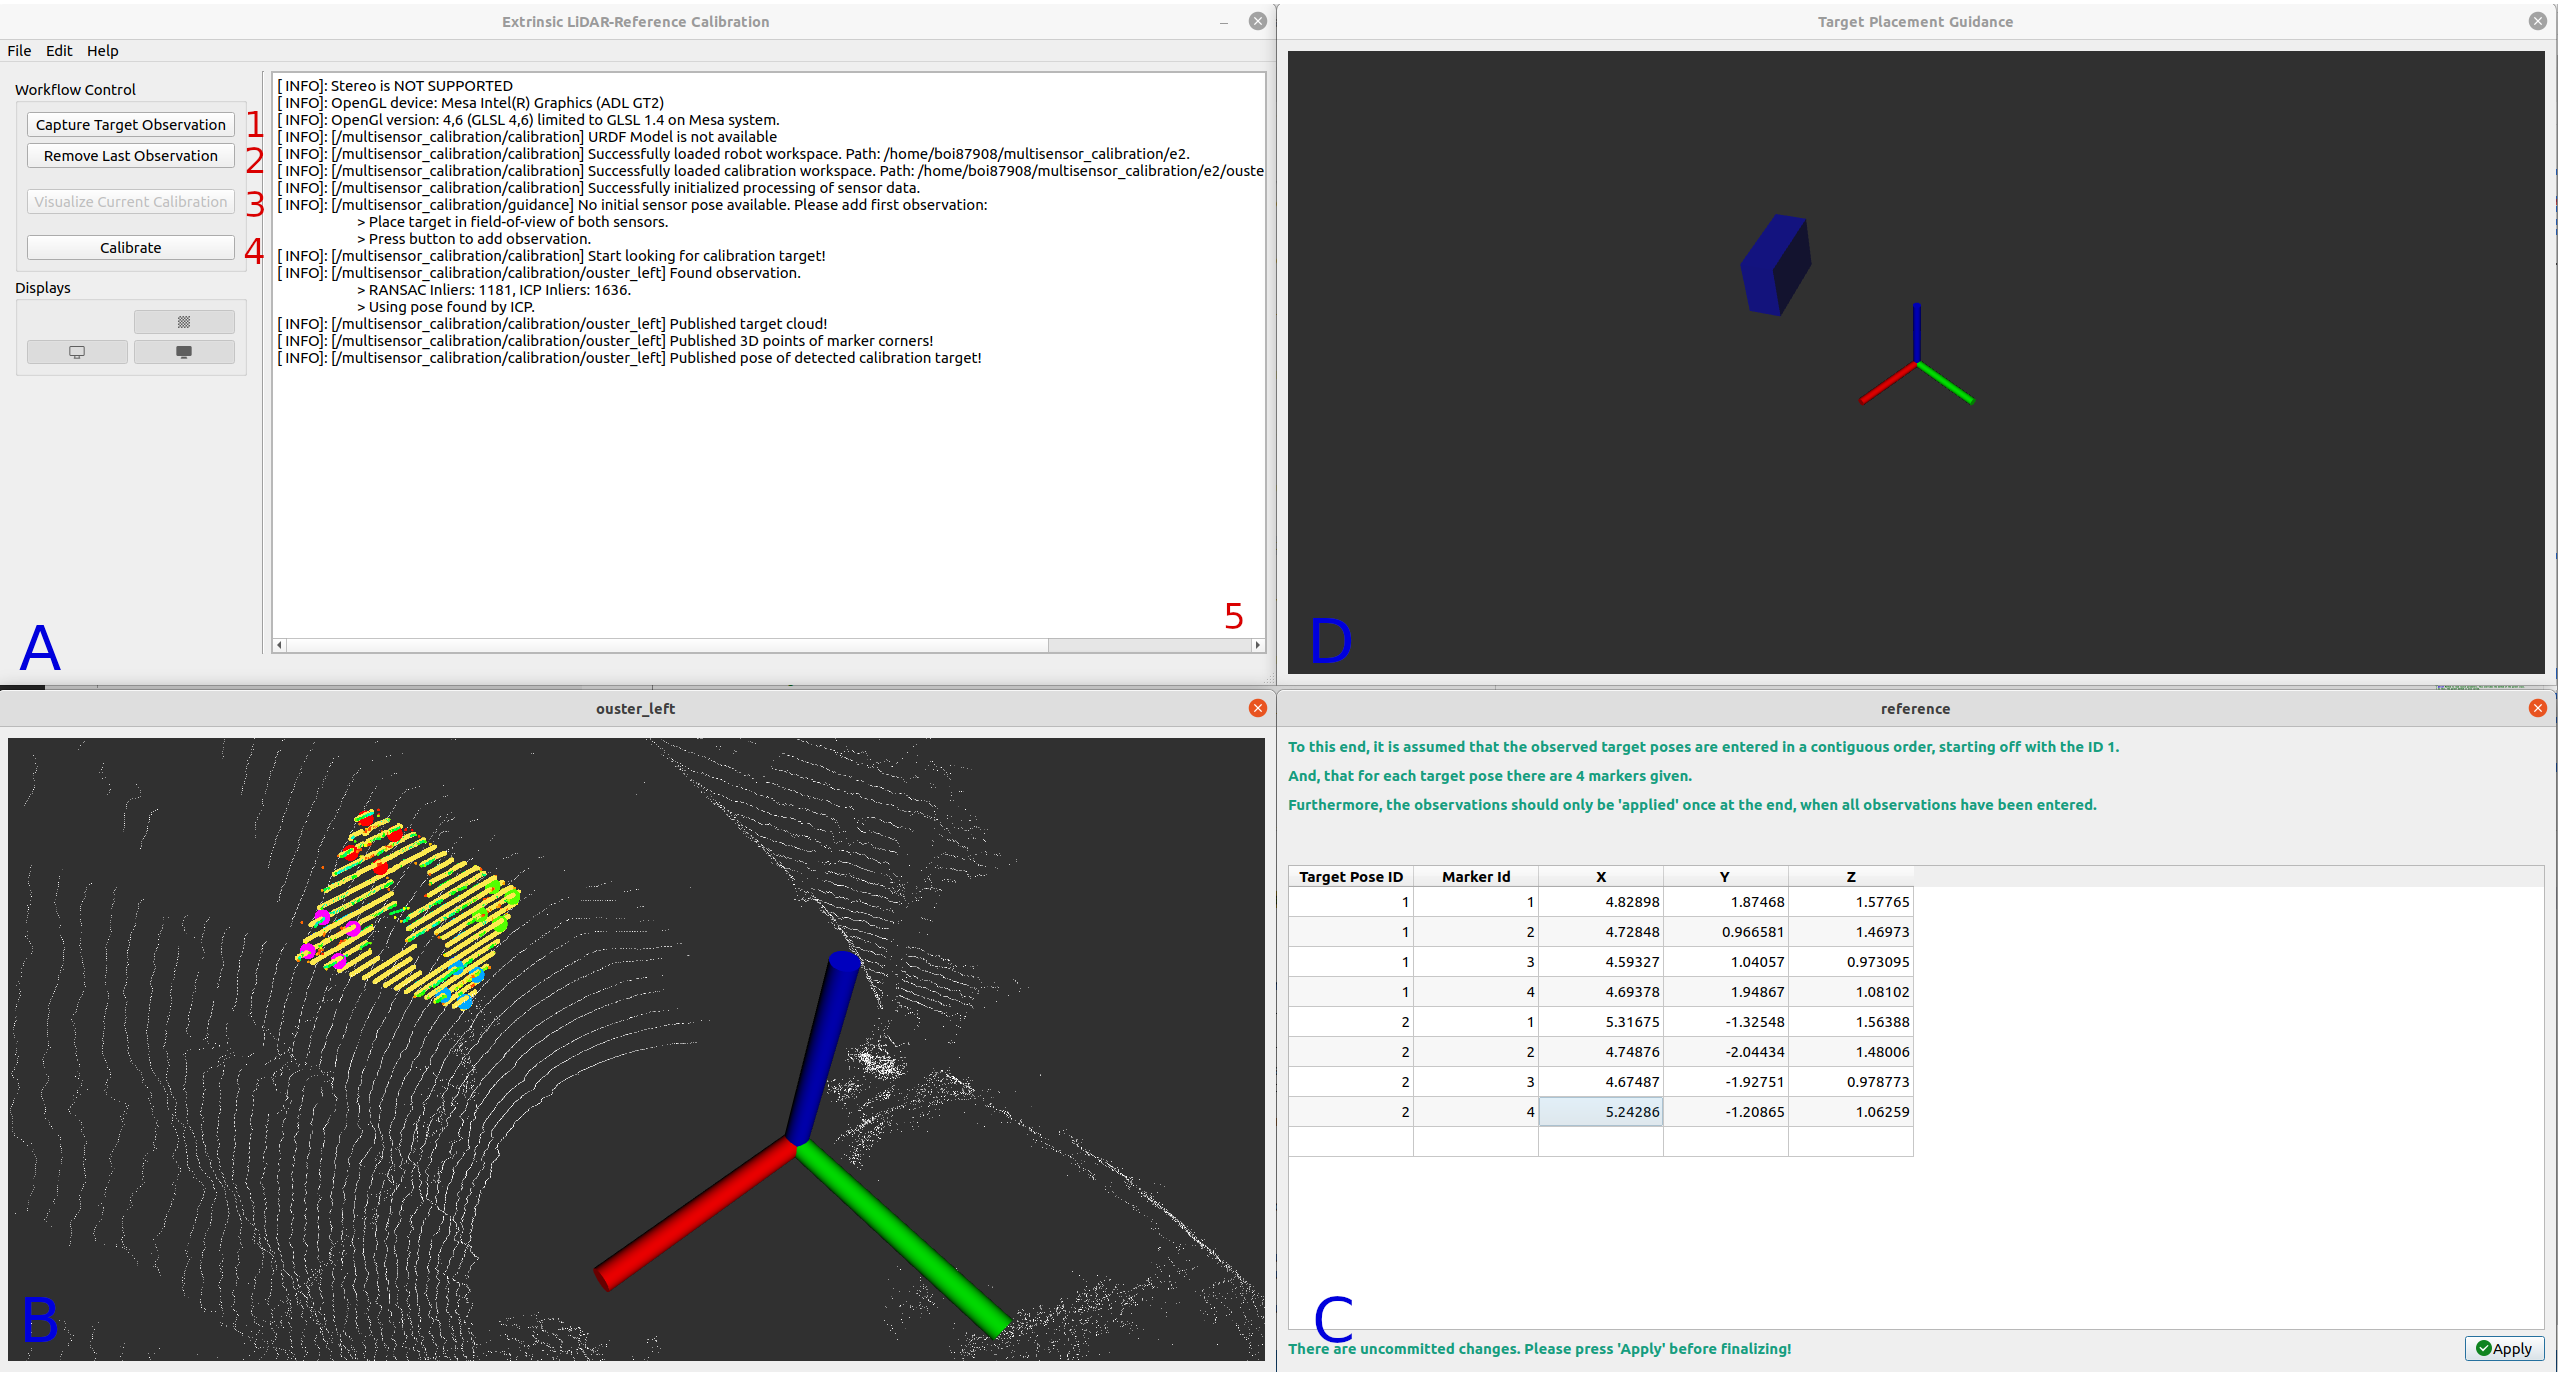 Extrinsic LiDAR-Reference Calibration
File Edit Help
Workflow Control
Capture Target Observation 1
Remove Last Observation 2
Visualize Current Calibration 3
Calibrate 4
Displays
[ INFO]: Stereo is NOT SUPPORTED
[ INFO]: OpenGL device: Mesa Intel(R) Graphics (ADL GT2)
[ INFO]: OpenGl version: 4,6 (GLSL 4,6) limited to GLSL 1.4 on Mesa system.
[ INFO]: [/multisensor_calibration/calibration] URDF Model is not available
[ INFO]: [/multisensor_calibration/calibration] Successfully loaded robot workspace. Path: /home/boi87908/multisensor_calibration/e2.
[ INFO]: [/multisensor_calibration/calibration] Successfully loaded calibration workspace. Path: /home/boi87908/multisensor_calibration/e2/ouste
[ INFO]: [/multisensor_calibration/calibration] Successfully initialized processing of sensor data.
[ INFO]: [/multisensor_calibration/guidance] No initial sensor pose available. Please add first observation:
> Place target in field-of-view of both sensors.
> Press button to add observation.
[ INFO]: [/multisensor_calibration/calibration] Start looking for calibration target!
[ INFO]: [/multisensor_calibration/calibration/ouster_left] Found observation.
> RANSAC Inliers: 1181, ICP Inliers: 1636.
> Using pose found by ICP.
[ INFO]: [/multisensor_calibration/calibration/ouster_left] Published target cloud!
[ INFO]: [/multisensor_calibration/calibration/ouster_left] Published 3D points of marker corners!
[ INFO]: [/multisensor_calibration/calibration/ouster_left] Published pose of detected calibration target!
5
A
Target Placement Guidance
D
ouster_left
B
reference
To this end, it is assumed that the observed target poses are entered in a contiguous order, starting off with the ID 1.
And, that for each target pose there are 4 markers given.
Furthermore, the observations should only be 'applied' once at the end, when all observations have been entered.
Target Pose ID Marker Id X Y Z
1 1 4.82898 1.87468 1.57765
1 2 4.72848 0.966581 1.46973
1 3 4.59327 1.04057 0.973095
1 4 4.69378 1.94867 1.08102
2 1 5.31675 -1.32548 1.56388
2 2 4.74876 -2.04434 1.48006
2 3 4.67487 -1.92751 0.978773
2 4 5.24286 -1.20865 1.06259
C
There are uncommitted changes. Please press 'Apply' before finalizing!
Apply